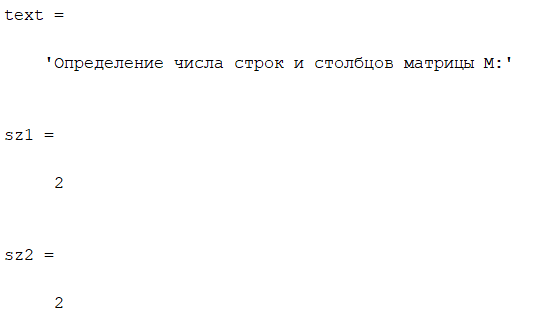 text =
'Определение числа строк и столбцов матрицы M:'
sz1 =
2
sz2 =
2